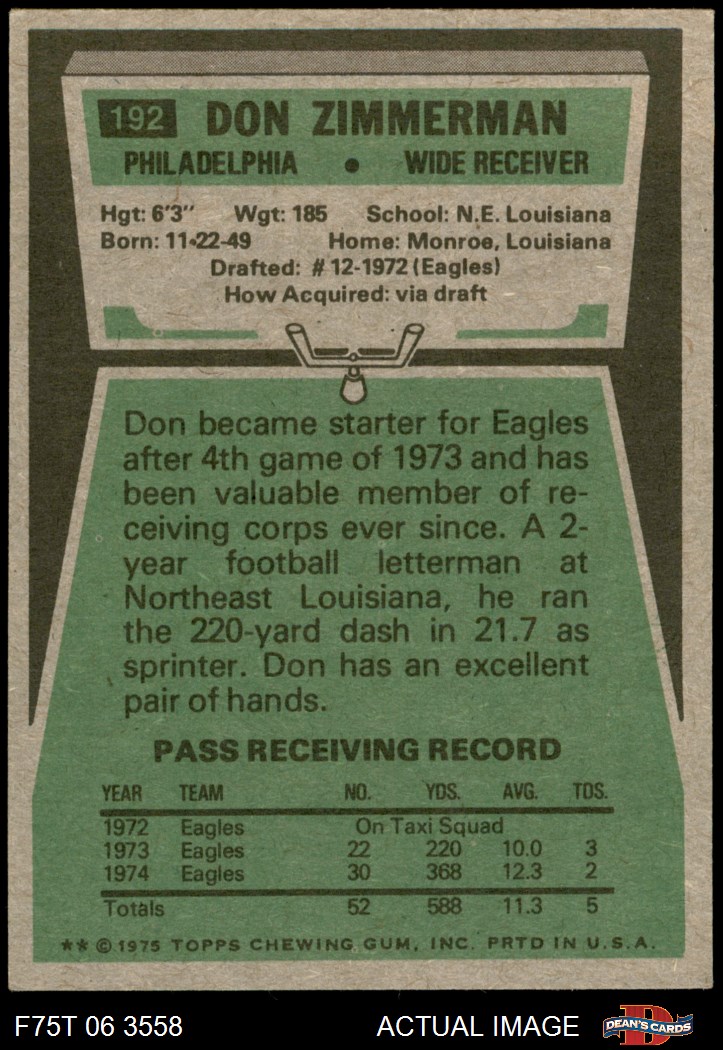 192 DON ZIMMERMAN
PHILADELPHIA • WIDE RECEIVER
Hgt: 6'3" Wgt: 185 School: N.E. Louisiana
Born: 11-22-49 Home: Monroe, Louisiana
Drafted: #12-1972 (Eagles)
How Acquired: via draft
Don became starter for Eagles
after 4th game of 1973 and has
been valuable member of re-
ceiving corps ever since. A 2-
year football letterman at
Northeast Louisiana, he ran
the 220-yard dash in 21.7 as
sprinter. Don has an excellent
pair of hands.
PASS RECEIVING RECORD
YEAR TEAM NO. YDS. AVG. TDS.
1972 Eagles On Taxi Squad
1973 Eagles 22 220 10.0 3
1974 Eagles 30 368 12.3 2
Totals 52 588 11.3 5
** © 1975 TOPPS CHEWING GUM, INC. PRTD IN U.S.A.
F75T 06 3558 ACTUAL IMAGE D DEAN'S CARDS